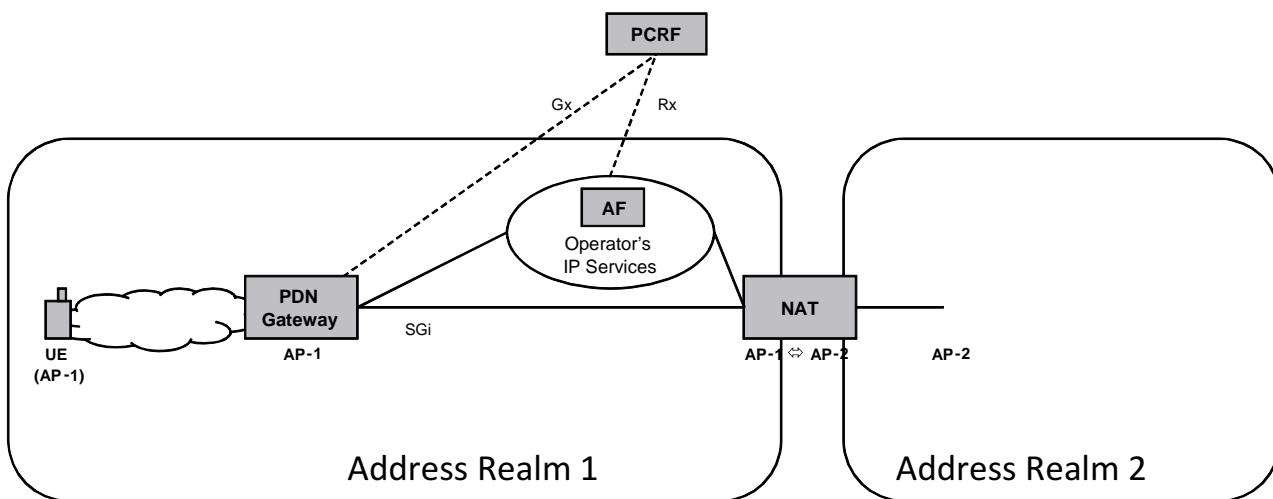 PCRF
Gx
Rx
AF
Operator's
IP Services
PDN
Gateway
NAT
SGi
UE
(AP-1)
AP-1
AP-1 ⇔ AP-2
AP-2
Address Realm 1
Address Realm 2